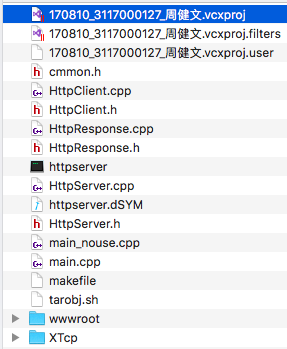 170810_3117000127_周健文.vcxproj
170810_3117000127_周健文.vcxproj.filters
170810_3117000127_周健文.vcxproj.user
cmmon.h
HttpClient.cpp
HttpClient.h
HttpResponse.cpp
HttpResponse.h
httpserver
HttpServer.cpp
httpserver.dSYM
HttpServer.h
main_nouse.cpp
main.cpp
makefile
tarobj.sh
wwwroot
XTcp